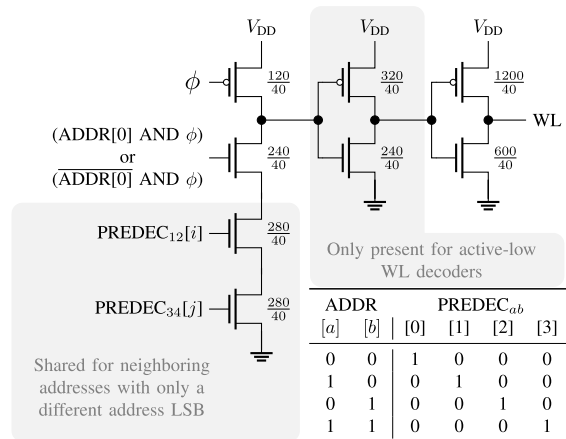 V_DD V_DD V_DD
ϕ 120/40 320/40 1200/40
(ADDR[0] AND ϕ)
or
(\overline{ADDR[0]} AND ϕ)
240/40 240/40 600/40
WL
PREDEC_12[i] 280/40
Only present for active-low
WL decoders
PREDEC_34[j] 280/40
Shared for neighboring
addresses with only a
different address LSB
ADDR PREDEC_ab
[a] [b] [0] [1] [2] [3]
0 0 1 0 0 0
1 0 0 1 0 0
0 1 0 0 1 0
1 1 0 0 0 1